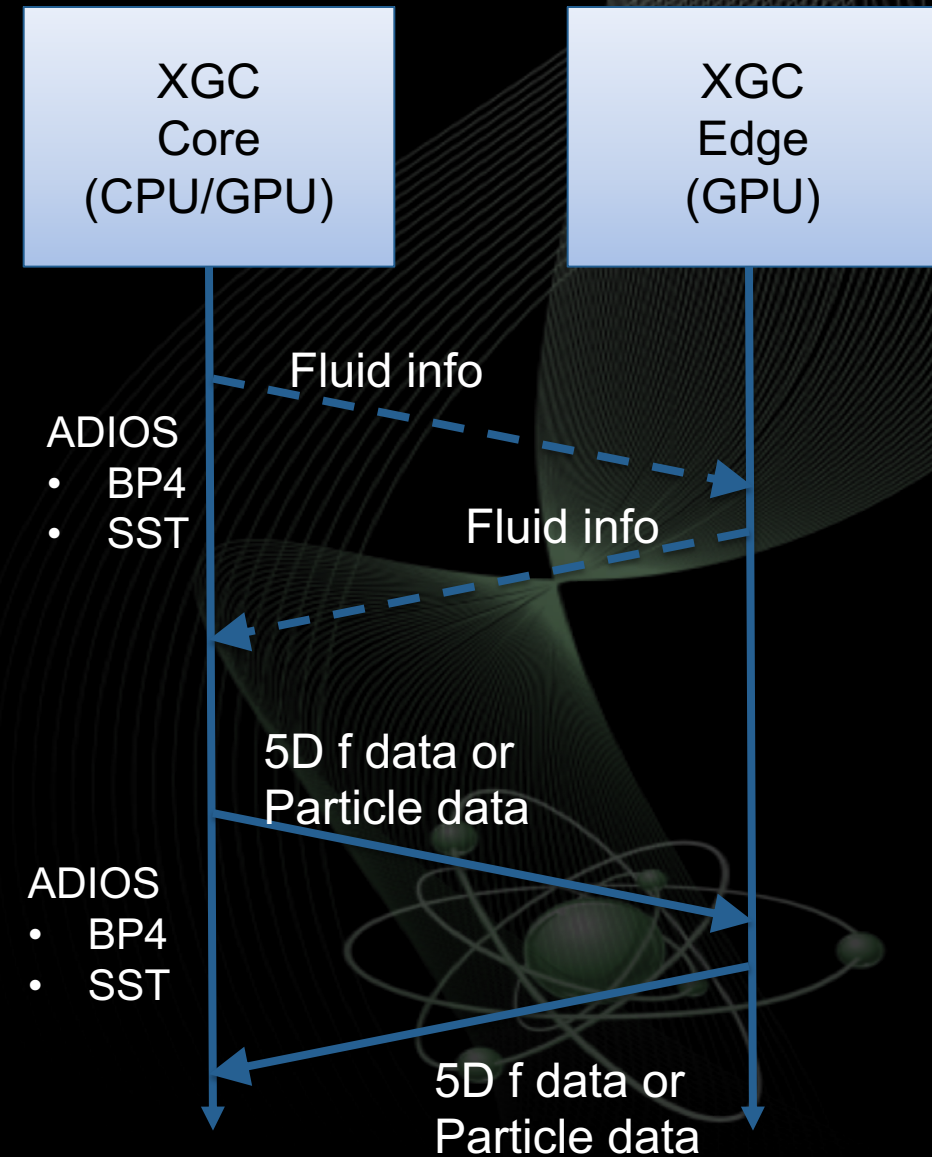 XGC
Core
(CPU/GPU)
XGC
Edge
(GPU)
Fluid info
ADIOS
• BP4
• SST
Fluid info
5D f data or
Particle data
ADIOS
• BP4
• SST
5D f data or
Particle data